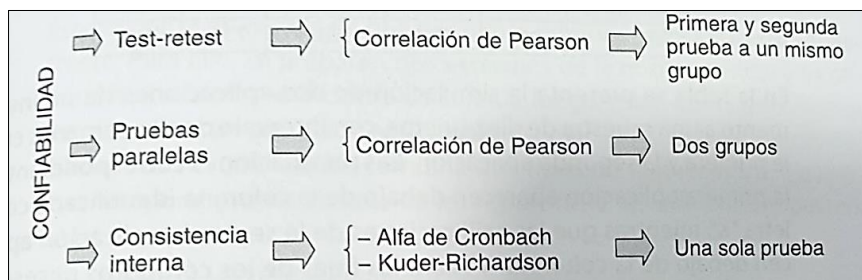 CONFIABILIDAD
Test-retest
{ Correlación de Pearson
Primera y segunda
prueba a un mismo
grupo
Pruebas
paralelas
{ Correlación de Pearson
Dos grupos
Consistencia
interna
{ – Alfa de Cronbach
– Kuder-Richardson
Una sola prueba